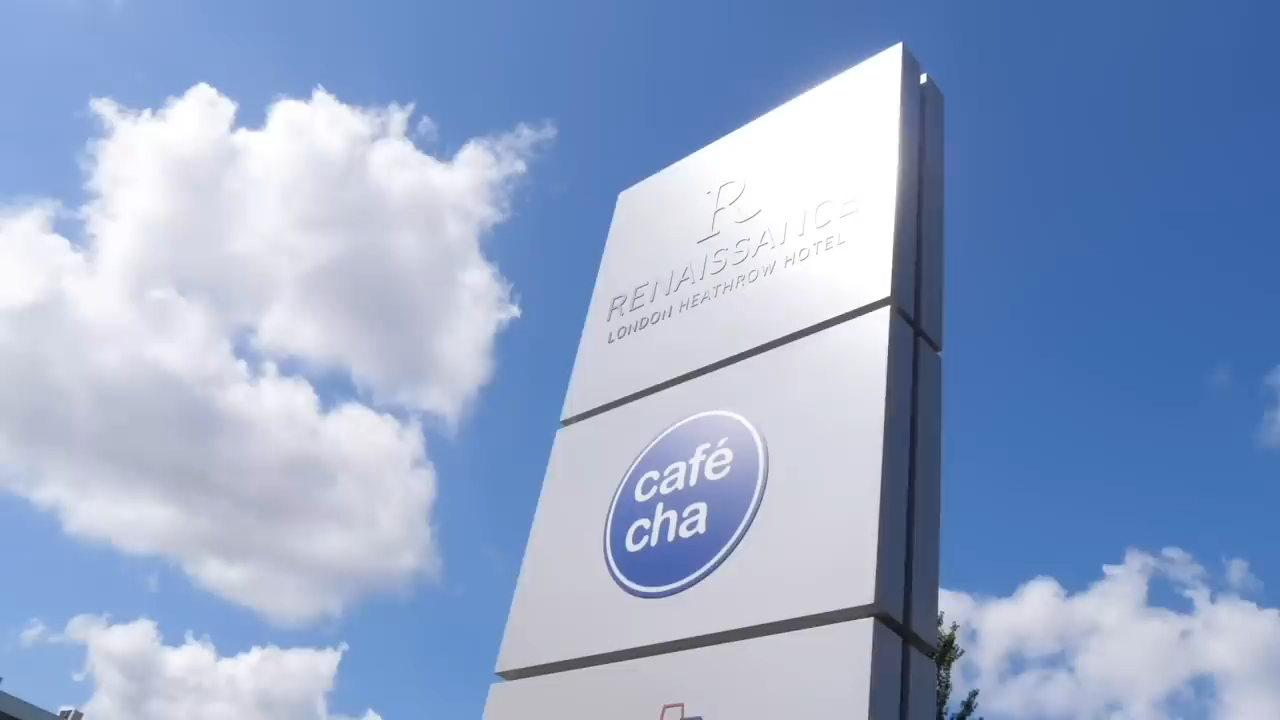 R
RENAISSANCE
LONDON HEATHROW HOTEL
café
cha